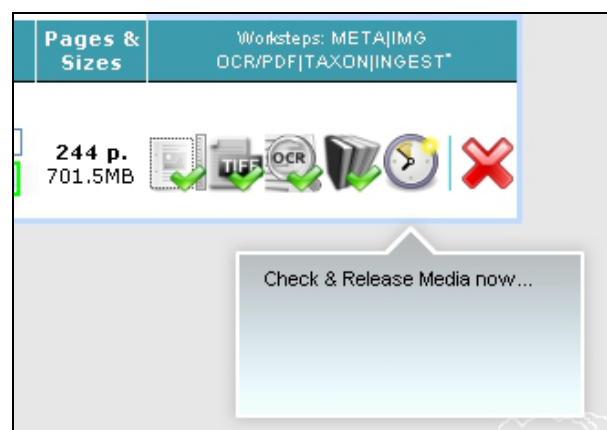 Pages &
Sizes
Worksteps: META|IMG
OCR/PDF|TAXON|INGEST*
244 p.
701.5MB
TIFF
OCR
Check & Release Media now...